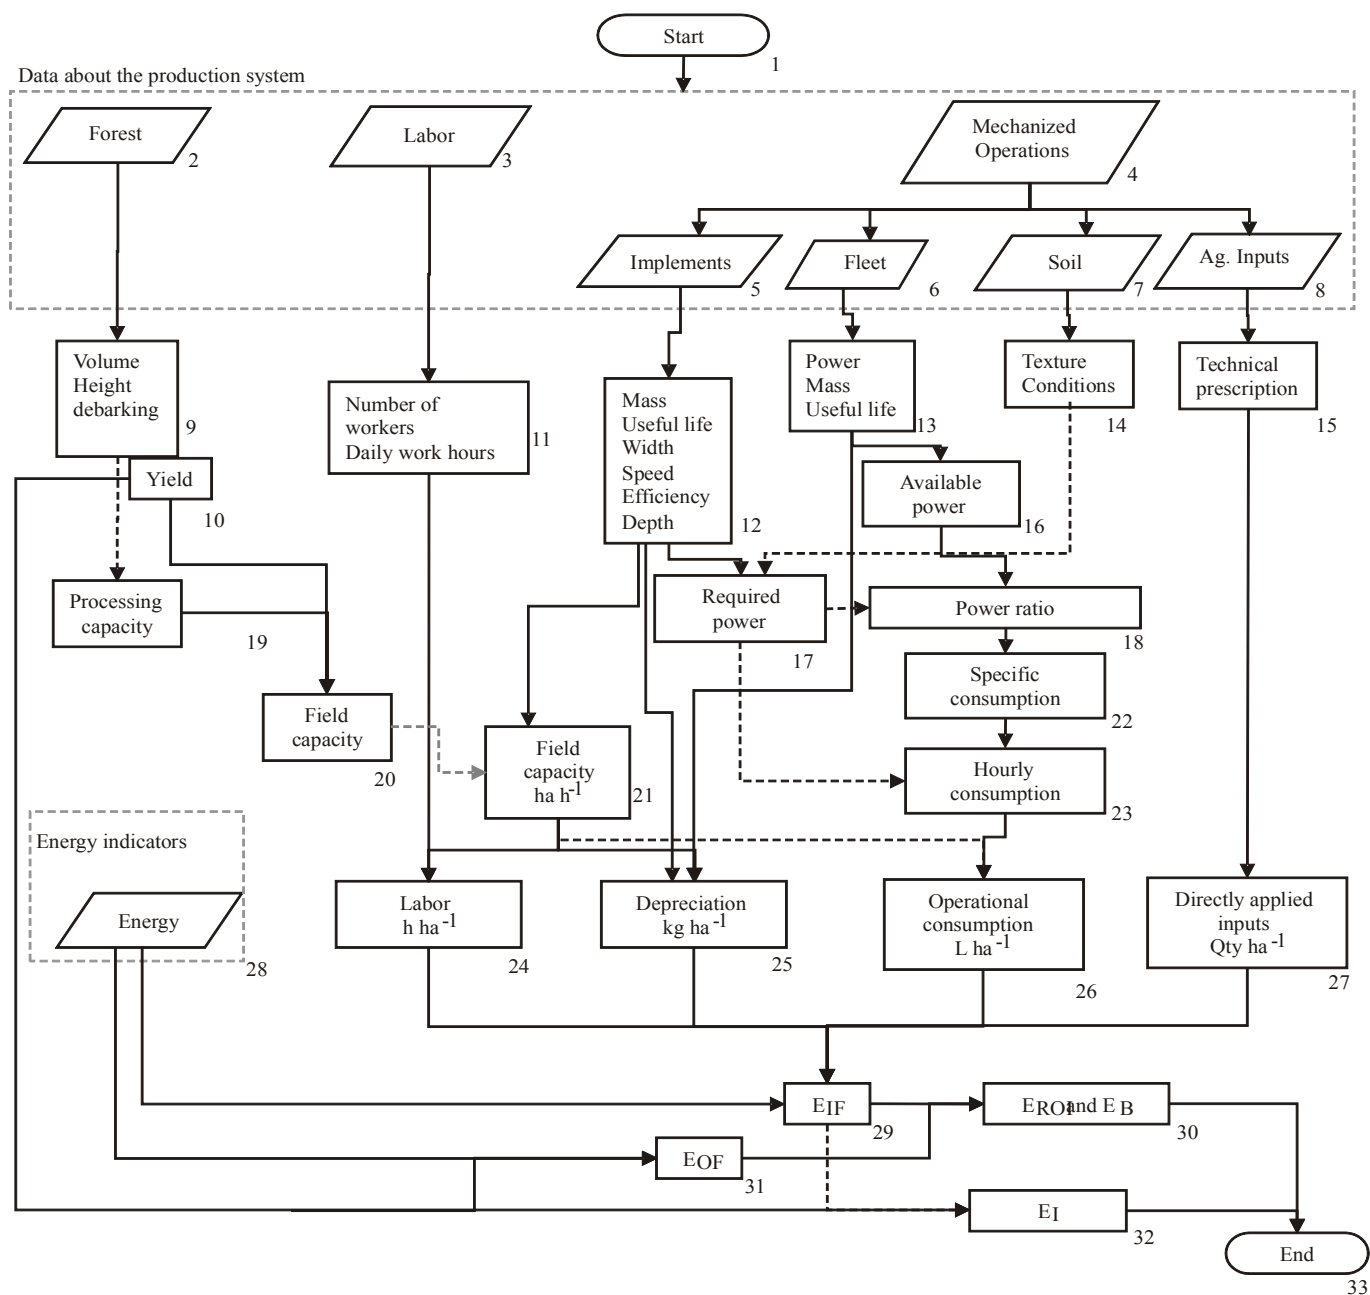 Start
1
Data about the production system
Forest
2
Labor
3
Mechanized
Operations
4
Implements
5
Fleet
6
Soil
7
Ag. Inputs
8
Volume
Height
debarking
9
Yield
10
Number of
workers
Daily work hours
11
Mass
Useful life
Width
Speed
Efficiency
Depth
12
Power
Mass
Useful life
13
Texture
Conditions
14
Technical
prescription
15
Available
power
16
Required
power
17
Power ratio
18
Processing
capacity
19
Field
capacity
20
Field
capacity
ha h-1
21
Specific
consumption
22
Hourly
consumption
23
Energy indicators
Energy
28
Labor
h ha-1
24
Depreciation
kg ha-1
25
Operational
consumption
L ha-1
26
Directly applied
inputs
Qty ha-1
27
EIF
29
EROI and EB
30
EOF
31
EI
32
End
33